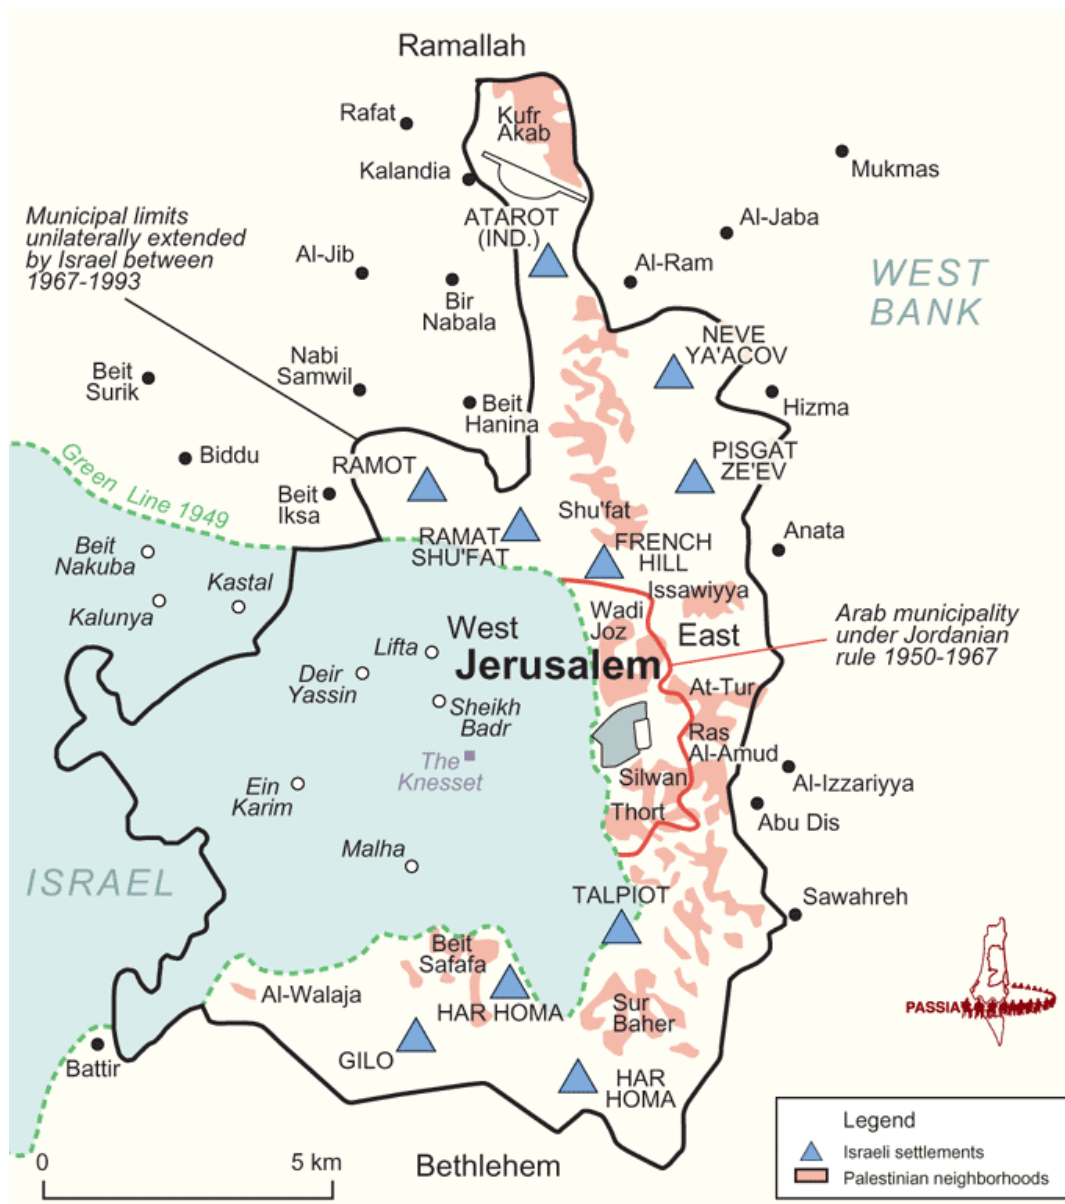 Ramallah
Rafat
Kufr
Akab
Kalandia
Mukmas
Municipal limits
unilaterally extended
by Israel between
1967-1993
ATAROT
(IND.)
Al-Jaba
Al-Jib
Al-Ram
WEST
BANK
Bir
Nabala
NEVE
YA'ACOV
Nabi
Samwil
Beit
Surik
Beit
Hanina
Hizma
Biddu
RAMOT
PISGAT
ZE'EV
Green Line 1949
Beit
Iksa
Shu'fat
Anata
RAMAT
SHU'FAT
FRENCH
HILL
Beit
Nakuba
Kastal
Issawiyya
Kalunya
Wadi
Joz
Arab municipality
under Jordanian
rule 1950-1967
West
East
Jerusalem
Lifta
Deir
Yassin
At-Tur
Sheikh
Badr
Ras
Al-Amud
The
Knesset
Silwan
Al-Izzariyya
Ein
Karim
Thort
Abu Dis
Malha
ISRAEL
TALPIOT
Sawahreh
Beit
Safafa
Al-Walaja
HAR HOMA
Sur
Baher
PASSIA
GILO
Battir
HAR
HOMA
Legend
Israeli settlements
Palestinian neighborhoods
0 5 km
Bethlehem